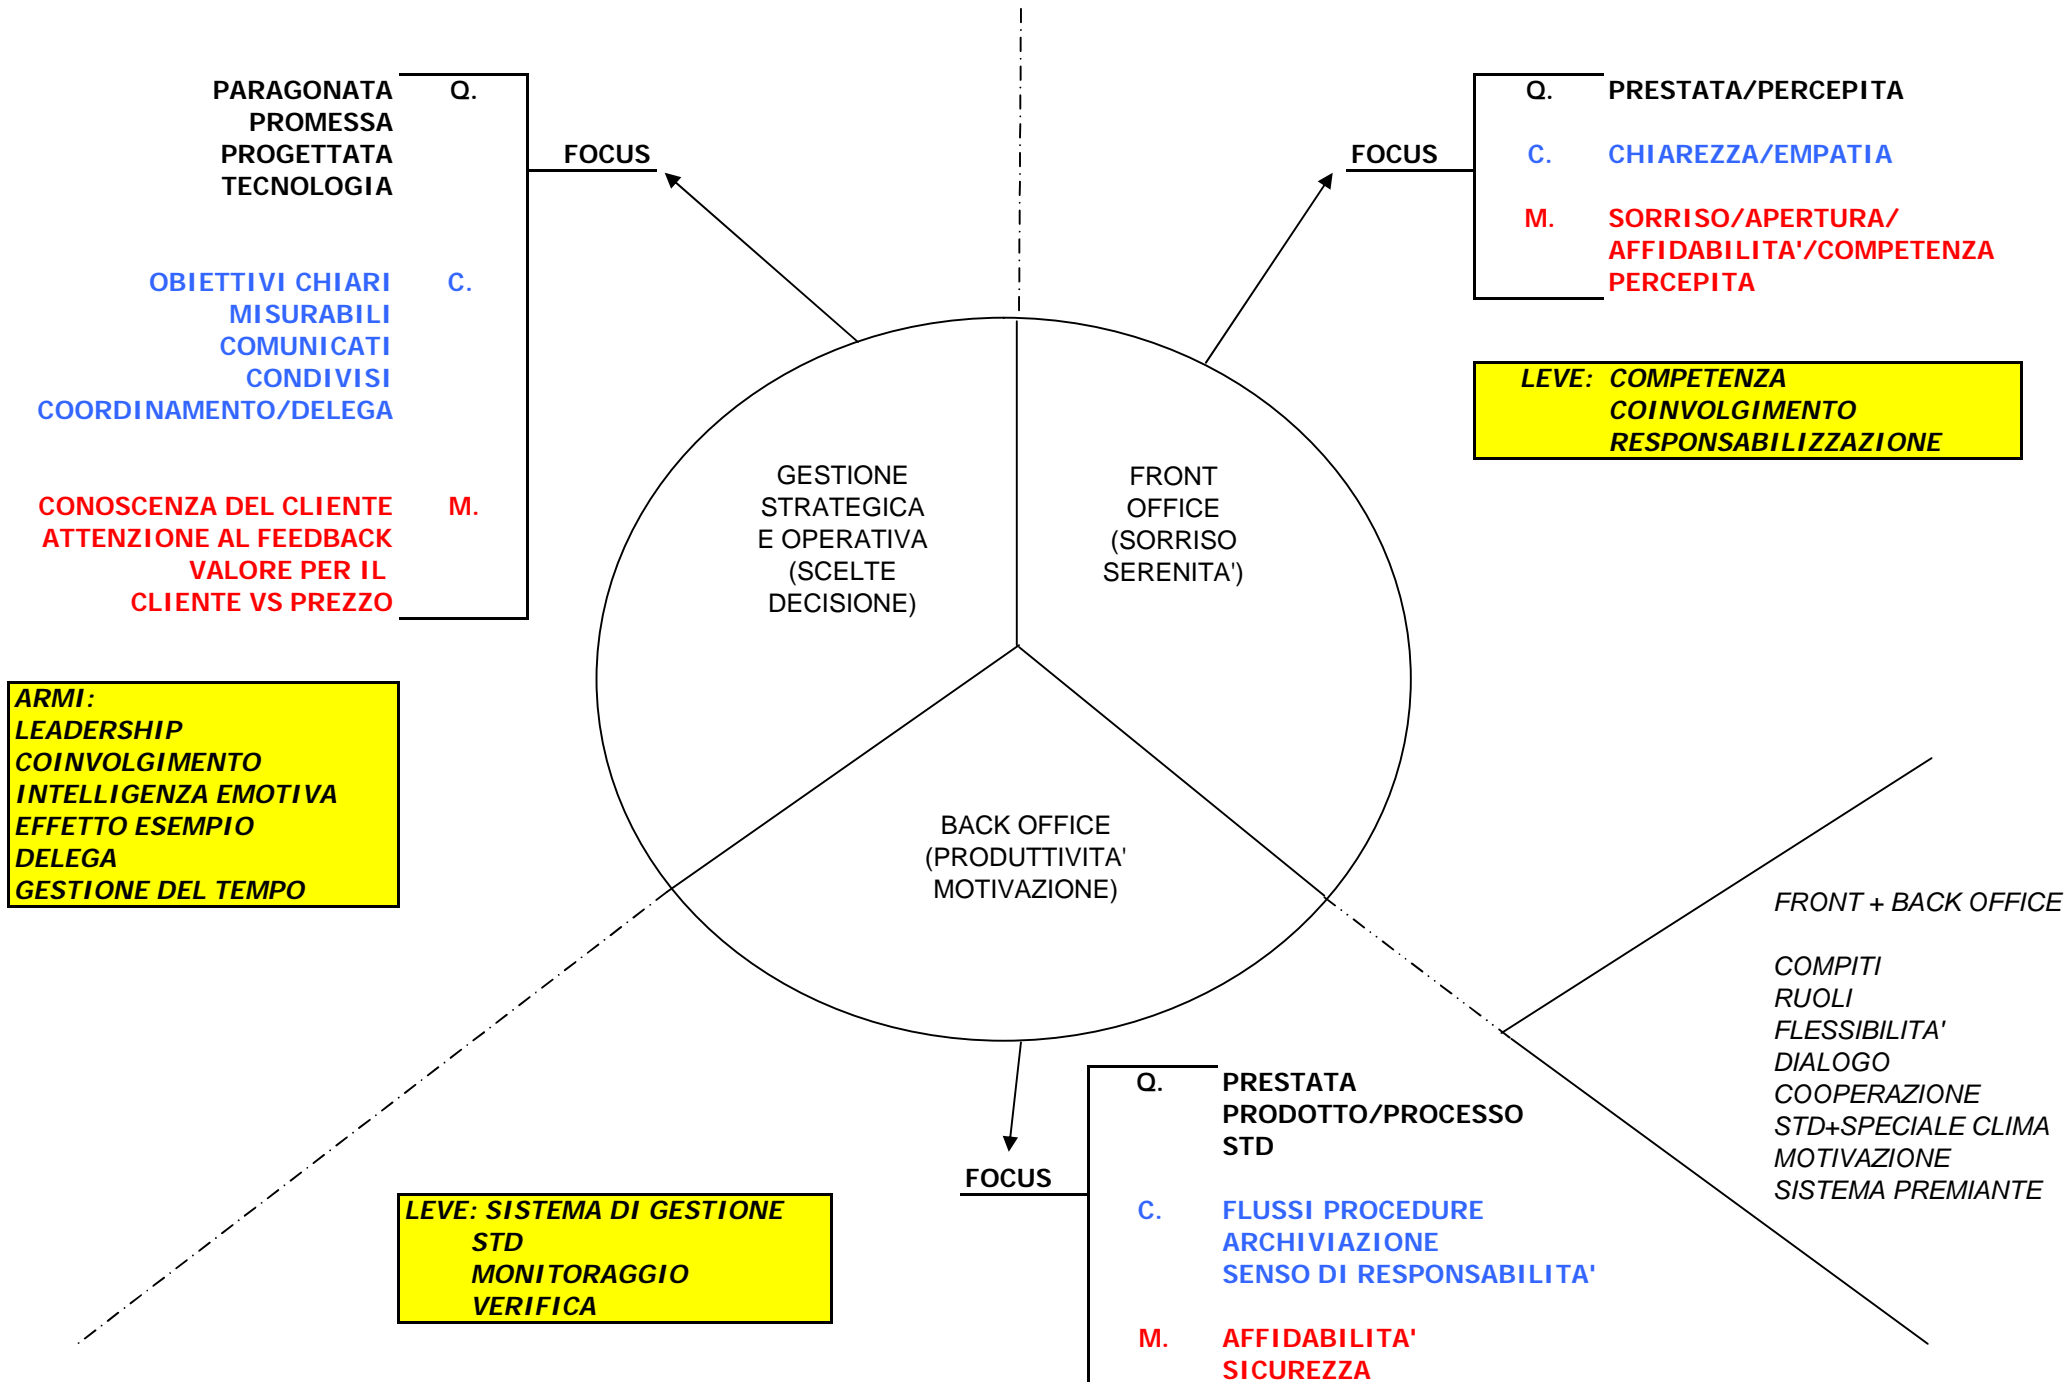 PARAGONATA Q.
PROMESSA
PROGETTATA
TECNOLOGIA
FOCUS
OBIETTIVI CHIARI C.
MISURABILI
COMUNICATI
CONDIVISI
COORDINAMENTO/DELEGA
CONOSCENZA DEL CLIENTE M.
ATTENZIONE AL FEEDBACK
VALORE PER IL
CLIENTE VS PREZZO
ARMI:
LEADERSHIP
COINVOLGIMENTO
INTELLIGENZA EMOTIVA
EFFETTO ESEMPIO
DELEGA
GESTIONE DEL TEMPO
FOCUS
Q. PRESTATA/PERCEPITA
C. CHIAREZZA/EMPATIA
M. SORRISO/APERTURA/
AFFIDABILITA'/COMPETENZA
PERCEPITA
LEVE: COMPETENZA
COINVOLGIMENTO
RESPONSABILIZZAZIONE
GESTIONE
STRATEGICA
E OPERATIVA
(SCELTE
DECISIONE)
FRONT
OFFICE
(SORRISO
SERENITA')
BACK OFFICE
(PRODUTTIVITA'
MOTIVAZIONE)
FRONT + BACK OFFICE
COMPITI
RUOLI
FLESSIBILITA'
DIALOGO
COOPERAZIONE
STD+SPECIALE CLIMA
MOTIVAZIONE
SISTEMA PREMIANTE
LEVE: SISTEMA DI GESTIONE
STD
MONITORAGGIO
VERIFICA
FOCUS
Q. PRESTATA
PRODOTTO/PROCESSO
STD
C. FLUSSI PROCEDURE
ARCHIVIAZIONE
SENSO DI RESPONSABILITA'
M. AFFIDABILITA'
SICUREZZA